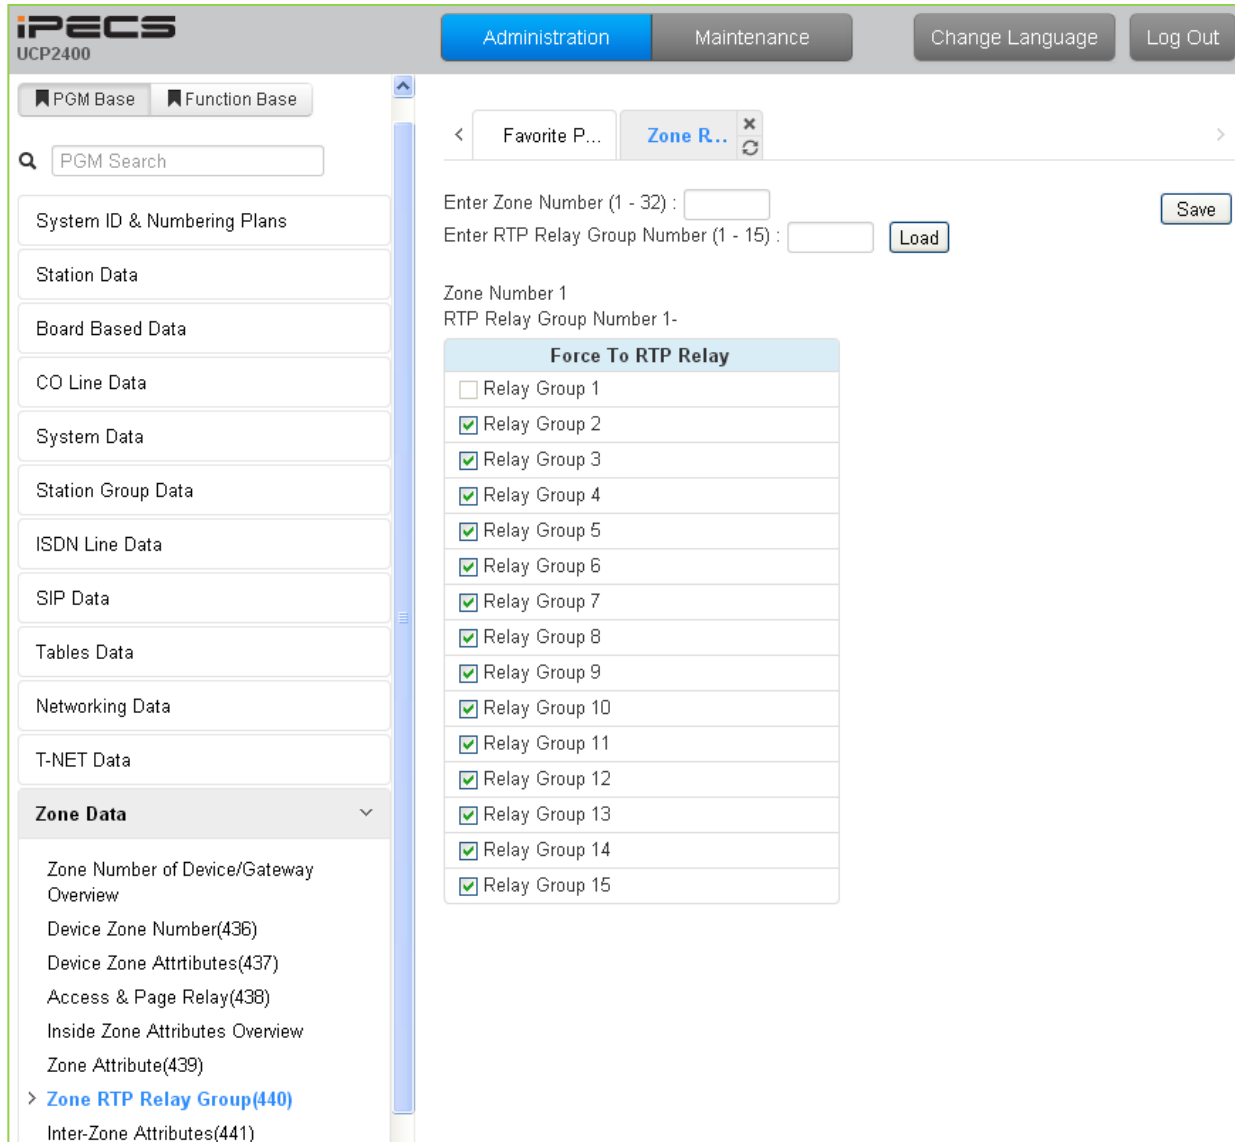 iPECS
UCP2400
Administration
Maintenance
Change Language
Log Out
PGM Base
Function Base
PGM Search
System ID & Numbering Plans
Station Data
Board Based Data
CO Line Data
System Data
Station Group Data
ISDN Line Data
SIP Data
Tables Data
Networking Data
T-NET Data
Zone Data
Zone Number of Device/Gateway
Overview
Device Zone Number(436)
Device Zone Attrtibutes(437)
Access & Page Relay(438)
Inside Zone Attributes Overview
Zone Attribute(439)
Zone RTP Relay Group(440)
Inter-Zone Attributes(441)
Favorite P...
Zone R...
Enter Zone Number (1 - 32) :
Save
Enter RTP Relay Group Number (1 - 15) :
Load
Zone Number 1
RTP Relay Group Number 1-
Force To RTP Relay
Relay Group 1
Relay Group 2
Relay Group 3
Relay Group 4
Relay Group 5
Relay Group 6
Relay Group 7
Relay Group 8
Relay Group 9
Relay Group 10
Relay Group 11
Relay Group 12
Relay Group 13
Relay Group 14
Relay Group 15